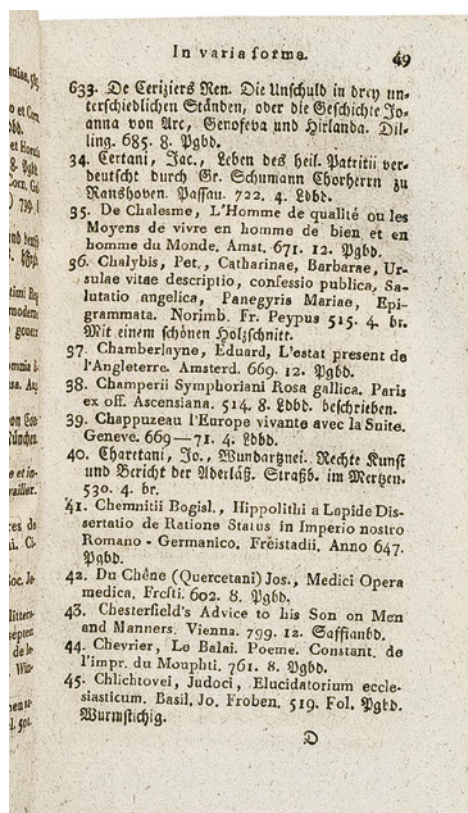 In varia forma. 49
633. De Ceriziers Ren. Die Unschuld in drey un-
terschiedlichen Ständen, oder die Geschichte Jo-
anna von Arc, Genofeva und Hirlanda. Dil-
ling. 685. 8. Pgbd.
34. Certani, Jac., Leben des heil. Patritii ver-
deutscht durch Gr. Schumann Chorherrn zu
Ranshoven. Passau. 722. 4. Ldbd.
35. De Chalesme, L'Homme de qualité ou les
Moyens de vivre en homme de bien et en
homme du Monde. Amst. 671. 12. Pgbd.
36. Chalybis, Pet., Catharinae, Barbarae, Ur-
sulae vitae descriptio, confessio publica, Sa-
lutatio angelica, Panegyris Mariae, Epi-
grammata. Norimb. Fr. Peypus 515. 4. br.
Mit einem schönen Holzschnitt.
37. Chamberlayne, Eduard, L'estat present de
l'Angleterre. Amsterd. 669. 12. Pgbd.
38. Champerii Symphoriani Rosa gallica. Paris
ex off. Ascensiana. 514. 8. Ldbd. beschrieben.
39. Chappuzeau l'Europe vivante avec la Suite.
Geneve. 669—71. 4. Ldbd.
40. Charetani, Jo., Wundartznei. Rechte Kunst
und Bericht der Aderläß. Straßb. im Mertzen.
530. 4. br.
41. Chemnitii Bogisl., Hippolithi a Lapide Dis-
sertatio de Ratione Status in Imperio nostro
Romano - Germanico. Freistadii. Anno 647.
Pgbd.
42. Du Chêne (Quercetani) Jos., Medici Opera
medica. Frcfti. 602. 8. Pgbd.
43. Chesterfield's Advice to his Son on Men
and Manners. Vienna. 799. 12. Saffianbd.
44. Chevrier, Le Balai. Poeme. Constant. de
l'impr. du Mouphti. 761. 8. Pgbd.
45. Chlichtovei, Judoci, Elucidatorium eccle-
siasticum. Basil. Jo. Froben. 519. Fol. Pgbd.
Wurmstichig.
D